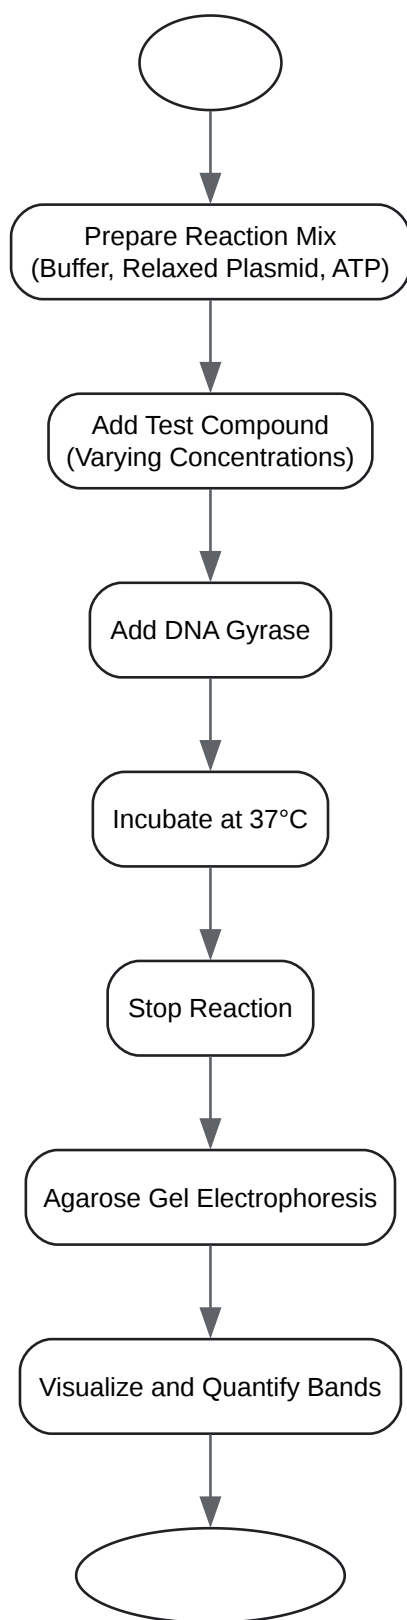 Prepare Reaction Mix
(Buffer, Relaxed Plasmid, ATP)
Add Test Compound
(Varying Concentrations)
Add DNA Gyrase
Incubate at 37°C
Stop Reaction
Agarose Gel Electrophoresis
Visualize and Quantify Bands